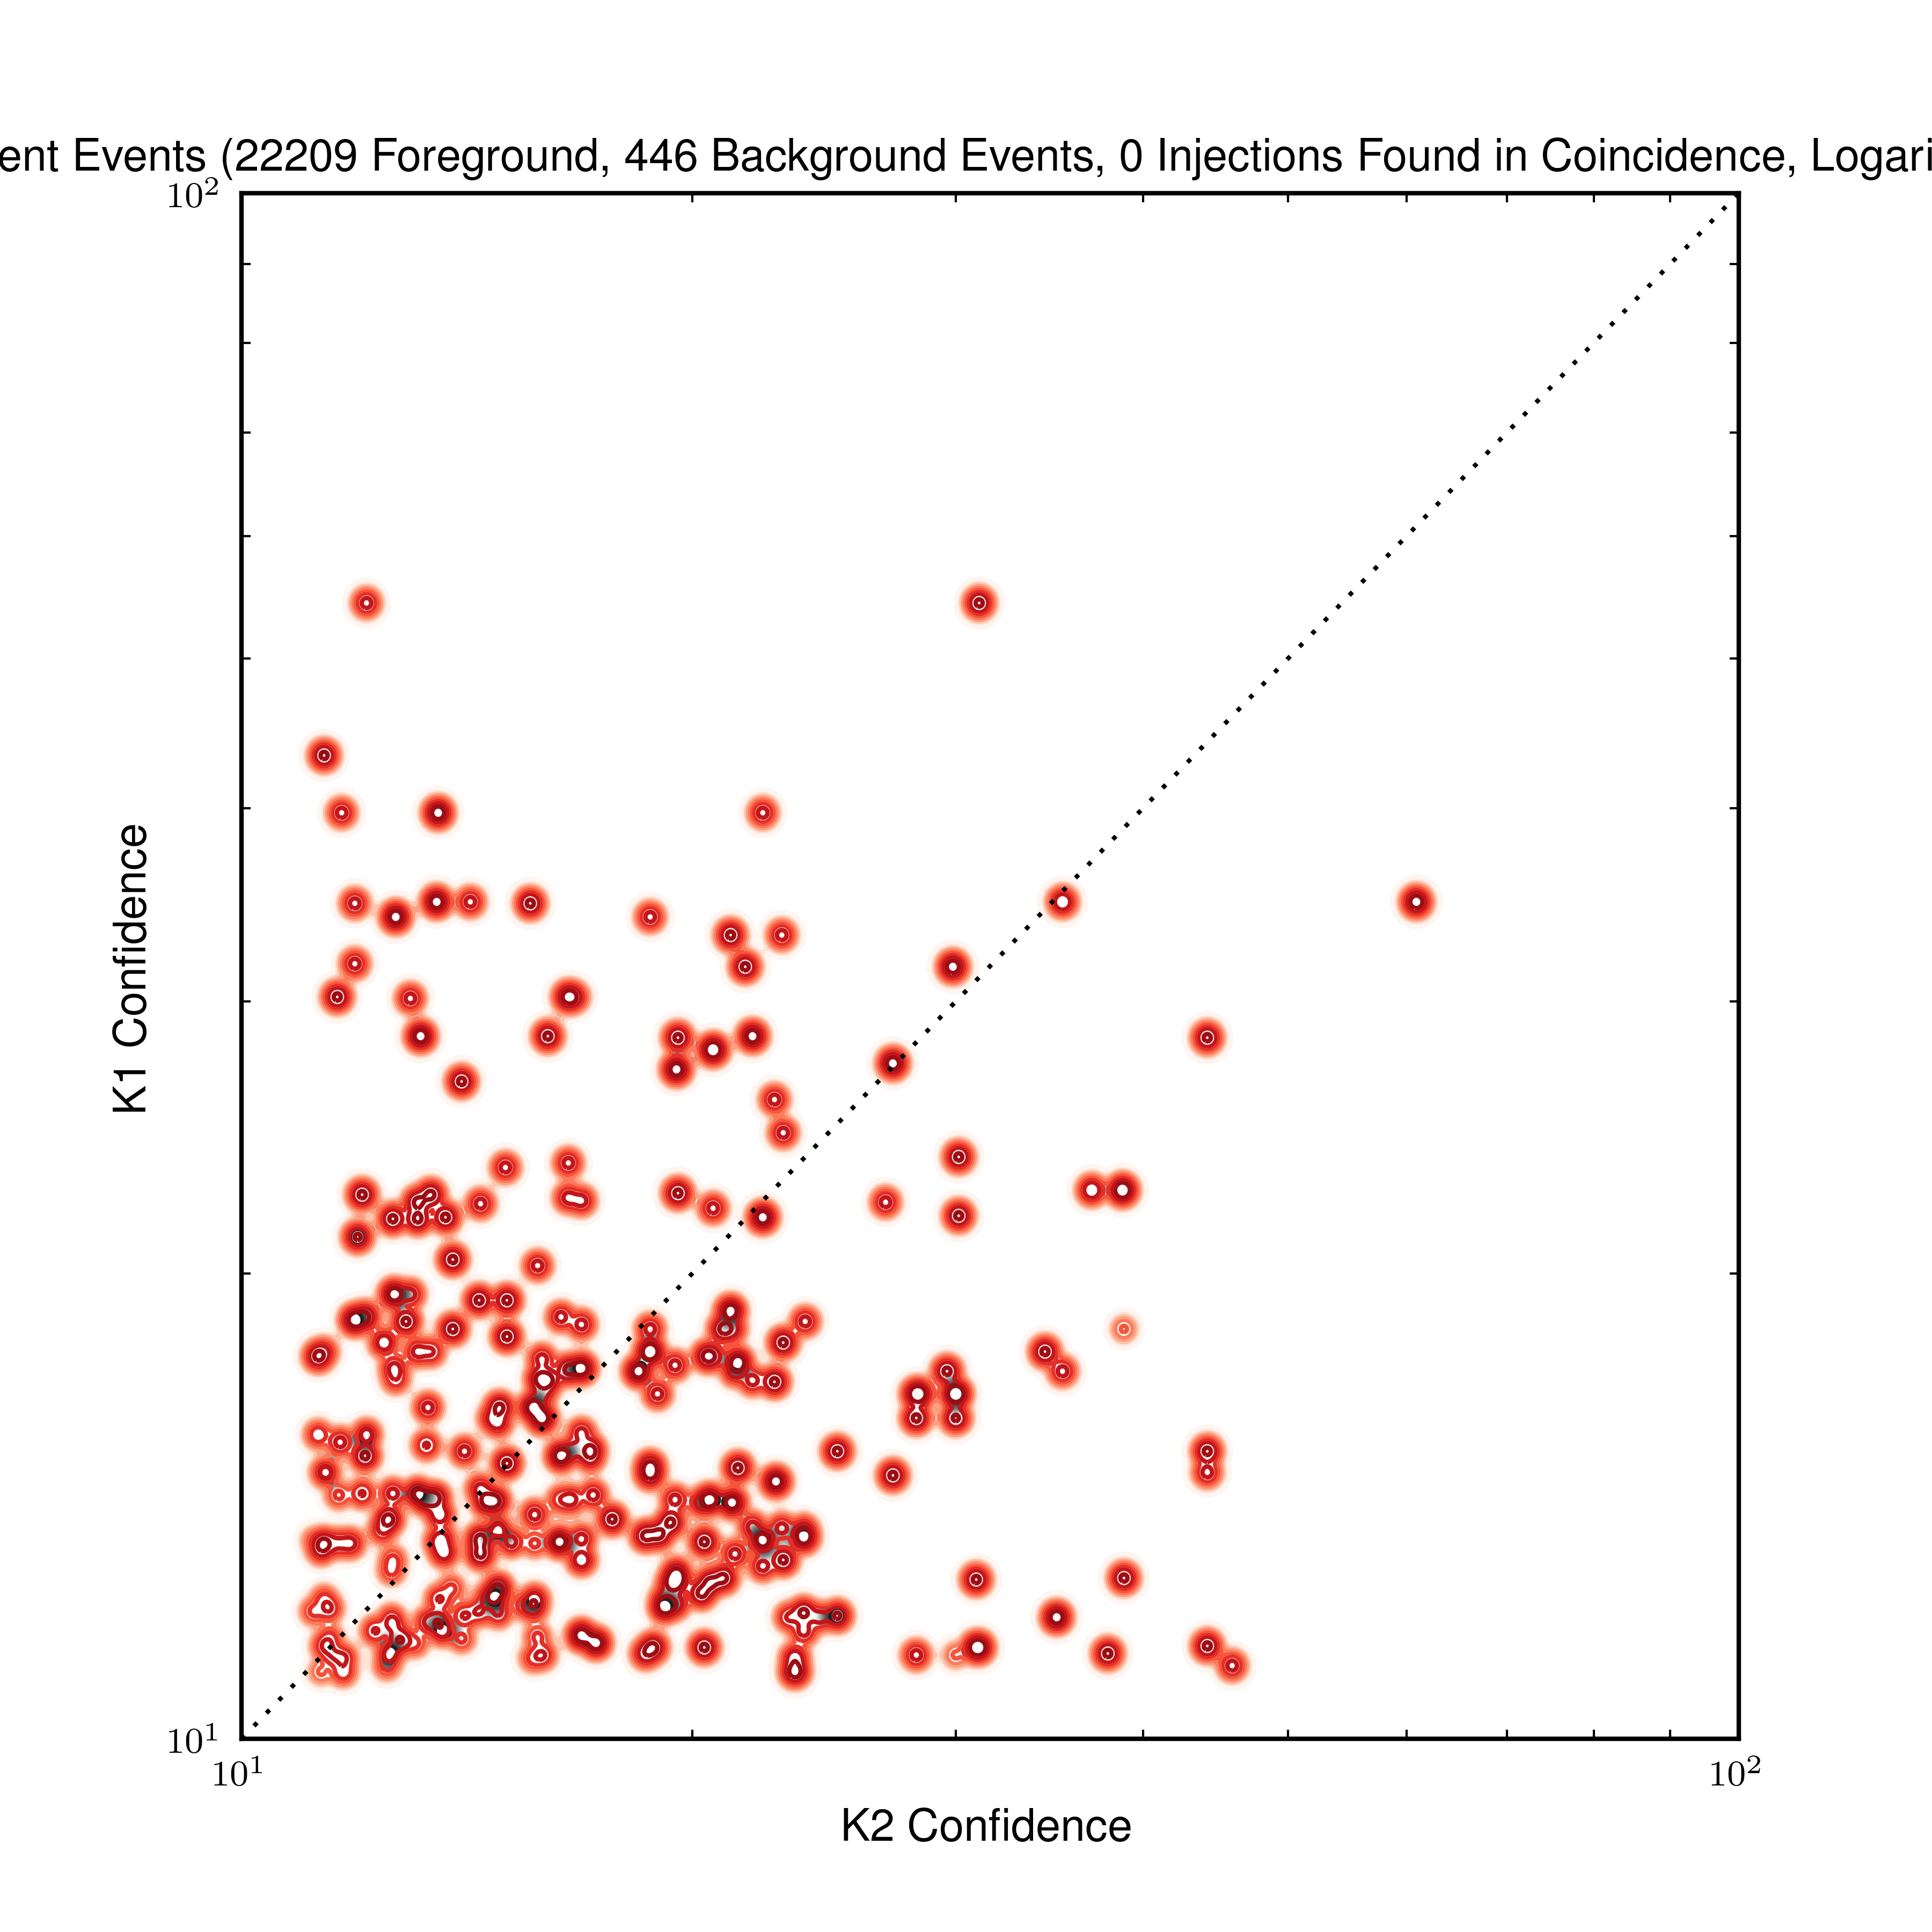 ent Events (22209 Foreground, 446 Background Events, 0 Injections Found in Coincidence, Logari
10²
K1 Confidence
10¹
10¹ 10²
K2 Confidence